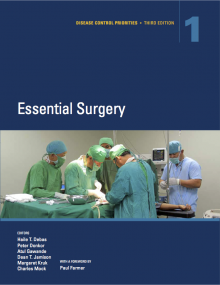 DISEASE CONTROL PRIORITIES • THIRD EDITION
1
Essential Surgery
EDITORS
Haile T. Debas
Peter Donkor
Atul Gawande
Dean T. Jamison
Margaret Kruk
Charles Mock
WITH A FOREWORD BY
Paul Farmer